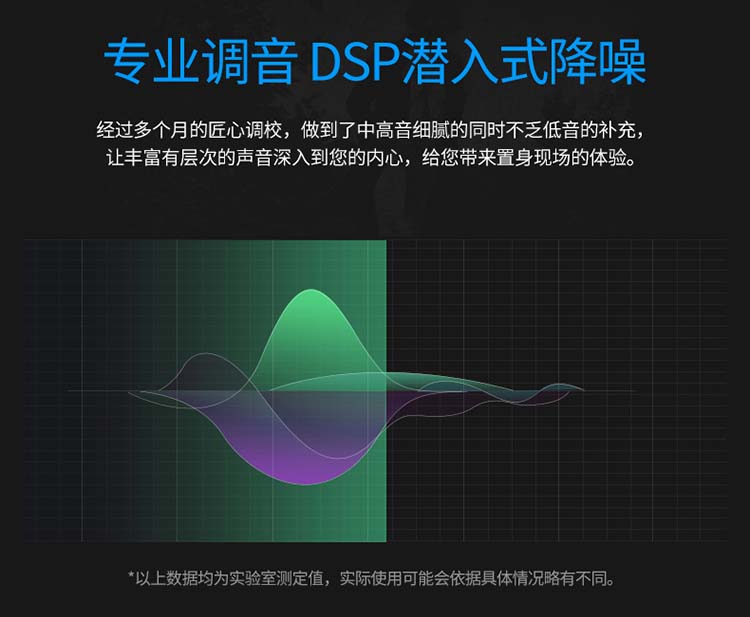 专业调音 DSP潜入式降噪
经过多个月的匠心调校，做到了中高音细腻的同时不乏低音的补充，
让丰富有层次的声音深入到您的内心，给您带来置身现场的体验。
*以上数据均为实验室测定值，实际使用可能会依据具体情况略有不同。